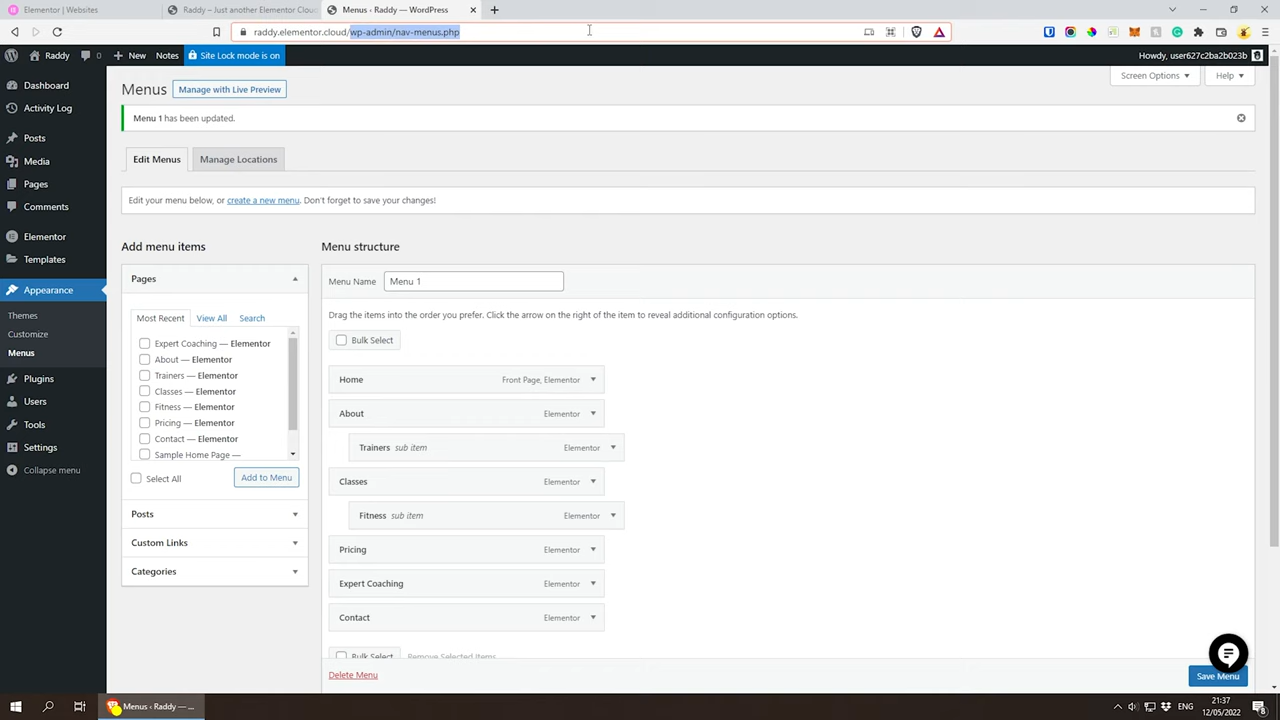 Elementor | Websites
Raddy – Just another Elementor Clou
Menus ‹ Raddy — WordPress
raddy.elementor.cloud/wp-admin/nav-menus.php
Raddy
New
Notes
Site Lock mode is on
Howdy, user627c2ba2b023b
Dashboard
Activity Log
Posts
Media
Pages
Comments
Elementor
Templates
Appearance
Themes
Customize
Menus
Plugins
Users
Tools
Settings
Collapse menu
Menus
Manage with Live Preview
Screen Options
Help
Menu 1 has been updated.
Edit Menus
Manage Locations
Edit your menu below, or create a new menu. Don't forget to save your changes!
Add menu items
Pages
Most Recent
View All
Search
Expert Coaching — Elementor
About — Elementor
Trainers — Elementor
Classes — Elementor
Fitness — Elementor
Pricing — Elementor
Contact — Elementor
Sample Home Page —
Select All
Add to Menu
Posts
Custom Links
Categories
Menu structure
Menu Name
Menu 1
Drag the items into the order you prefer. Click the arrow on the right of the item to reveal additional configuration options.
Bulk Select
Home Front Page, Elementor
About Elementor
Trainers sub item Elementor
Classes Elementor
Fitness sub item Elementor
Pricing Elementor
Expert Coaching Elementor
Contact Elementor
Bulk Select Remove Selected Items
Delete Menu
Save Menu
Menus ‹ Raddy — ...
ENG
21:37
12/05/2022
8